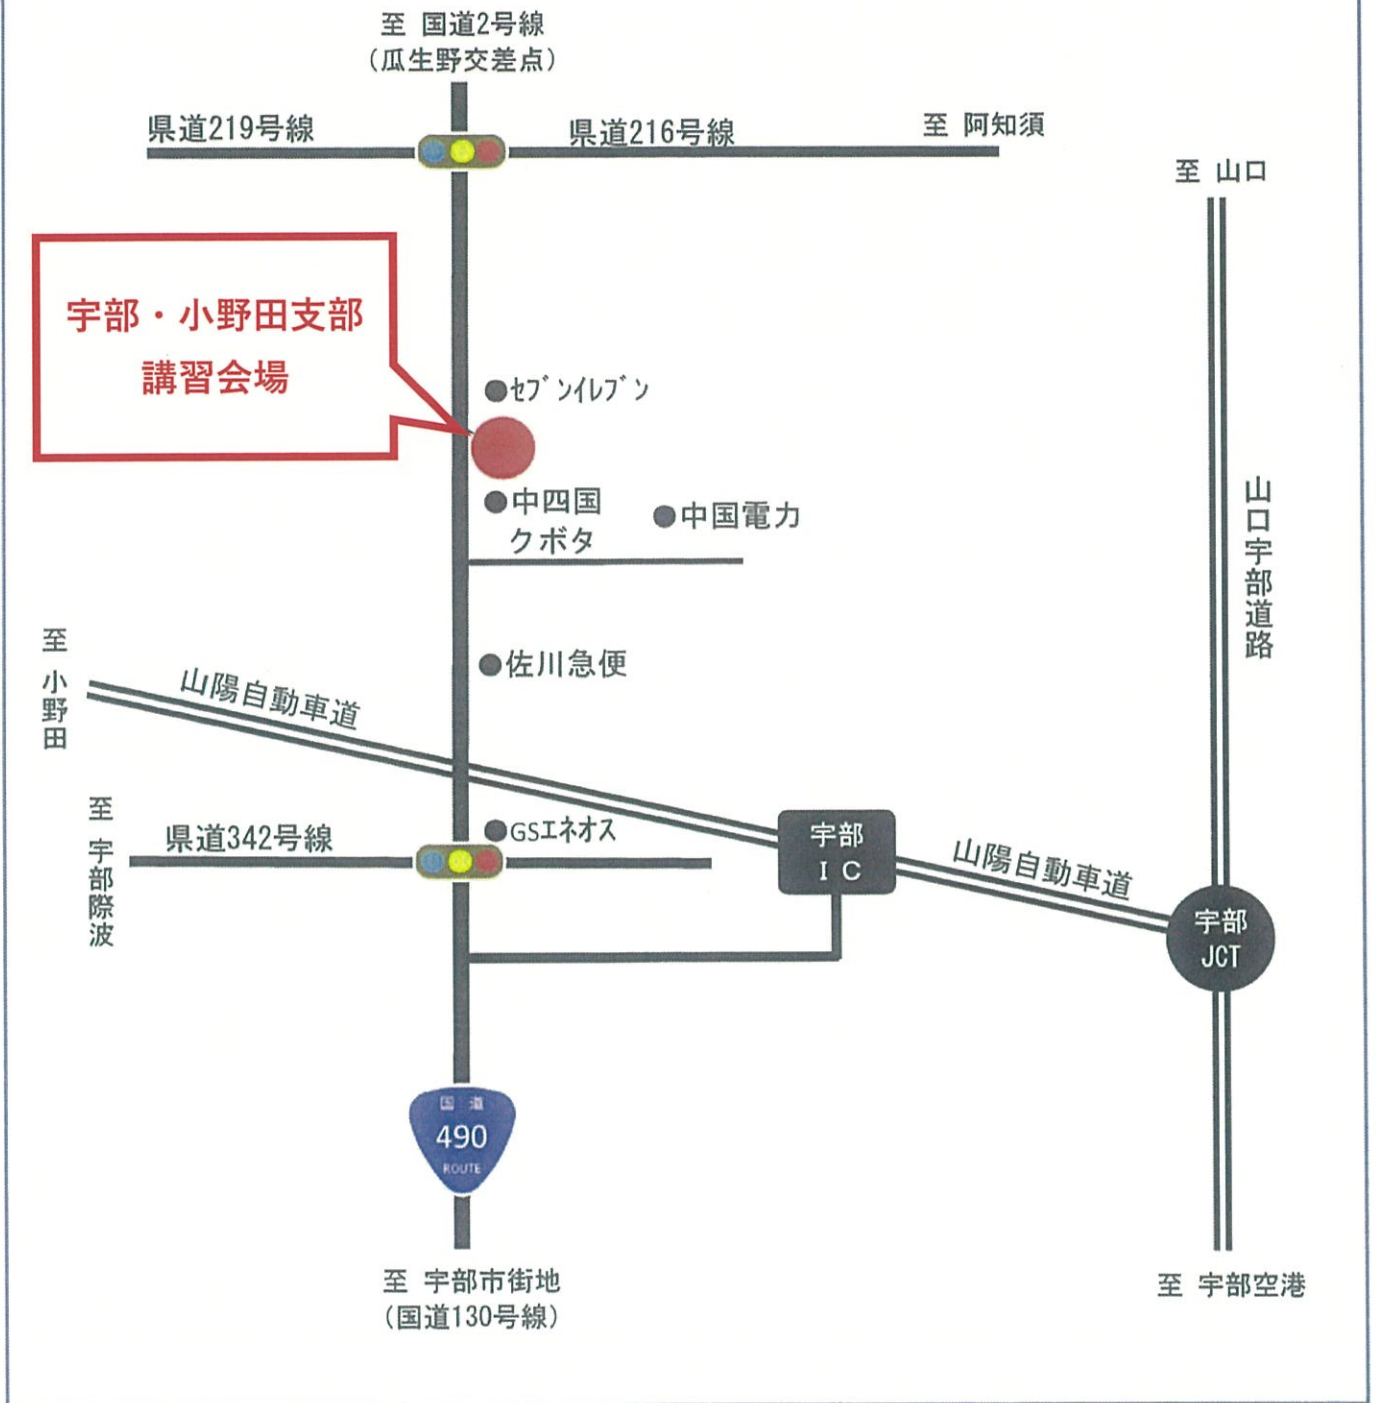 至 国道2号線
（瓜生野交差点）
県道219号線
県道216号線
至 阿知須
至 山口
宇部・小野田支部
講習会場
●ｾﾌﾞﾝｲﾚﾌﾞﾝ
●中四国
クボタ
●中国電力
山口宇部道路
至 小野田
●佐川急便
山陽自動車道
至 宇部際波
県道342号線
●GSエネオス
宇部
ＩＣ
山陽自動車道
宇部
JCT
国道
490
ROUTE
至 宇部市街地
（国道130号線）
至 宇部空港